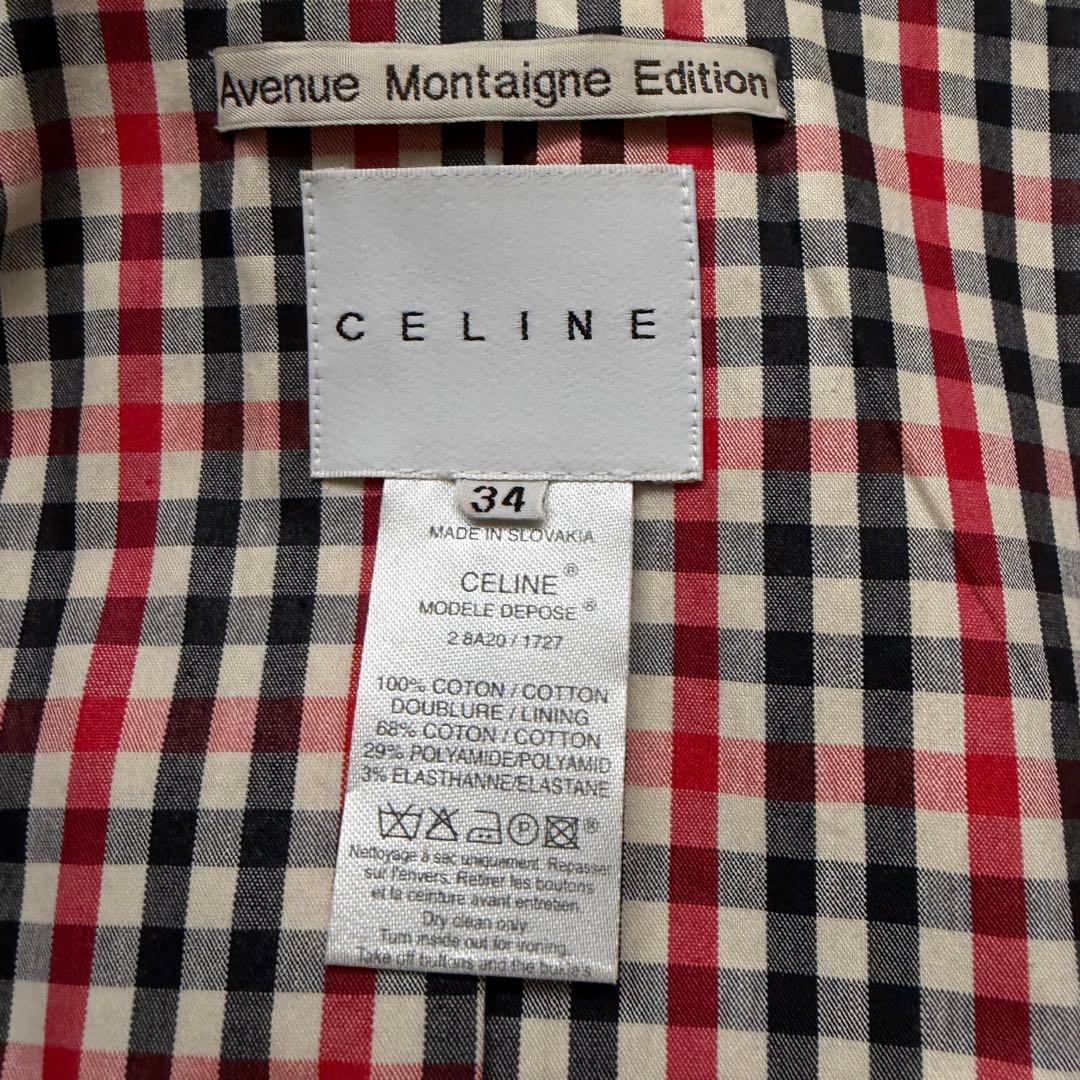 Avenue Montaigne Edition
CELINE
34
MADE IN SLOVAKIA
CELINE®
MODELE DEPOSE®
2 8A20 / 1727
100% COTON / COTTON
DOUBLURE / LINING
68% COTON / COTTON
29% POLYAMIDE/POLYAMID
3% ELASTHANNE/ELASTANE
P ®
Nettoyage à sec uniquement. Repasser
sur l'envers. Retirer les boutons
et la ceinture avant entretien.
Dry clean only.
Turn inside out for ironing.
Take off buttons and the buckles